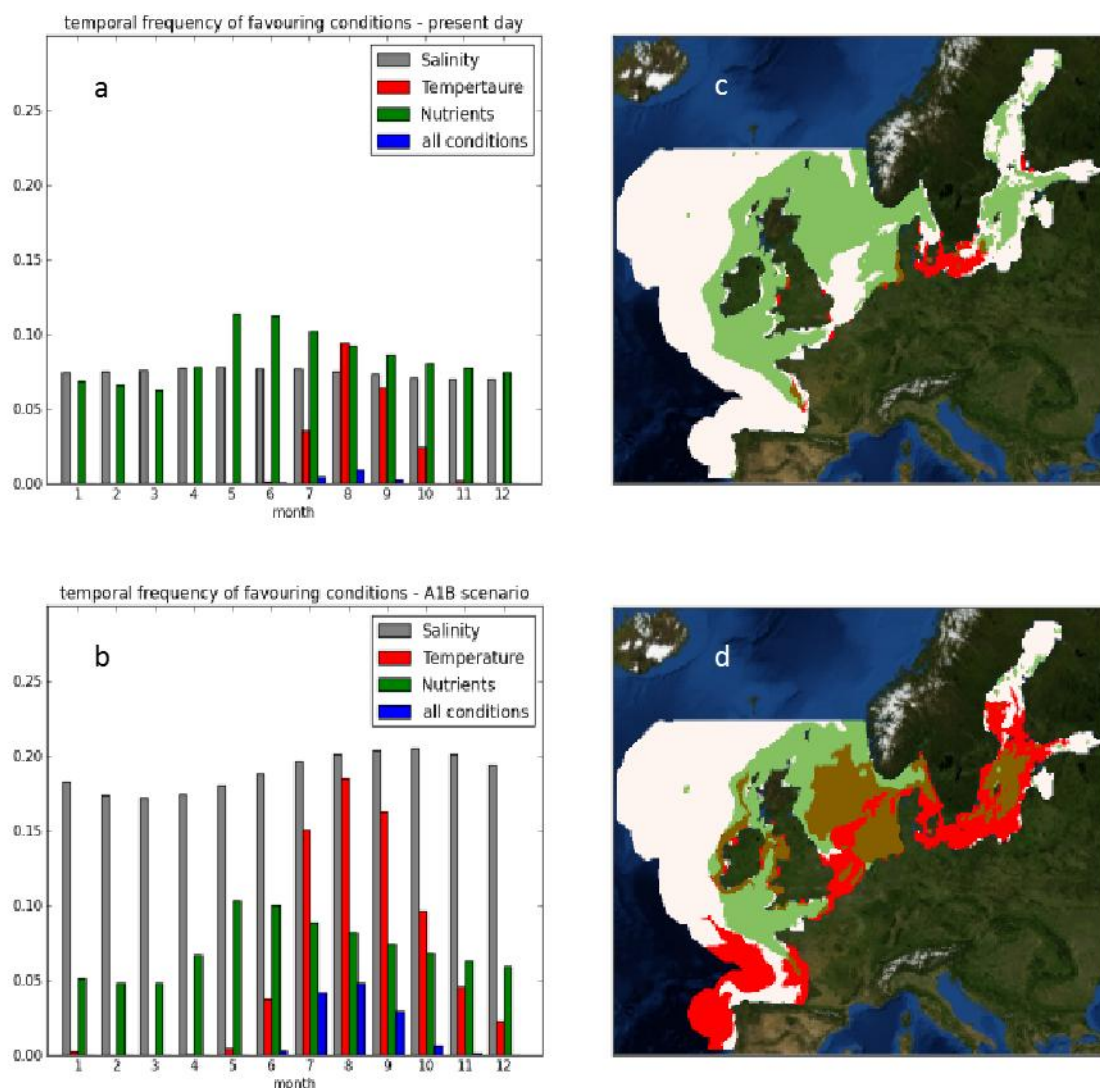 temporal frequency of favouring conditions - present day
a
Salinity
Tempertaure
Nutrients
all conditions
0.25
0.20
0.15
0.10
0.05
0.00
1 2 3 4 5 6 7 8 9 10 11 12
month
c
temporal frequency of favouring conditions - A1B scenario
b
Salinity
Temperature
Nutrients
all conditions
0.25
0.20
0.15
0.10
0.05
0.00
1 2 3 4 5 6 7 8 9 10 11 12
month
d